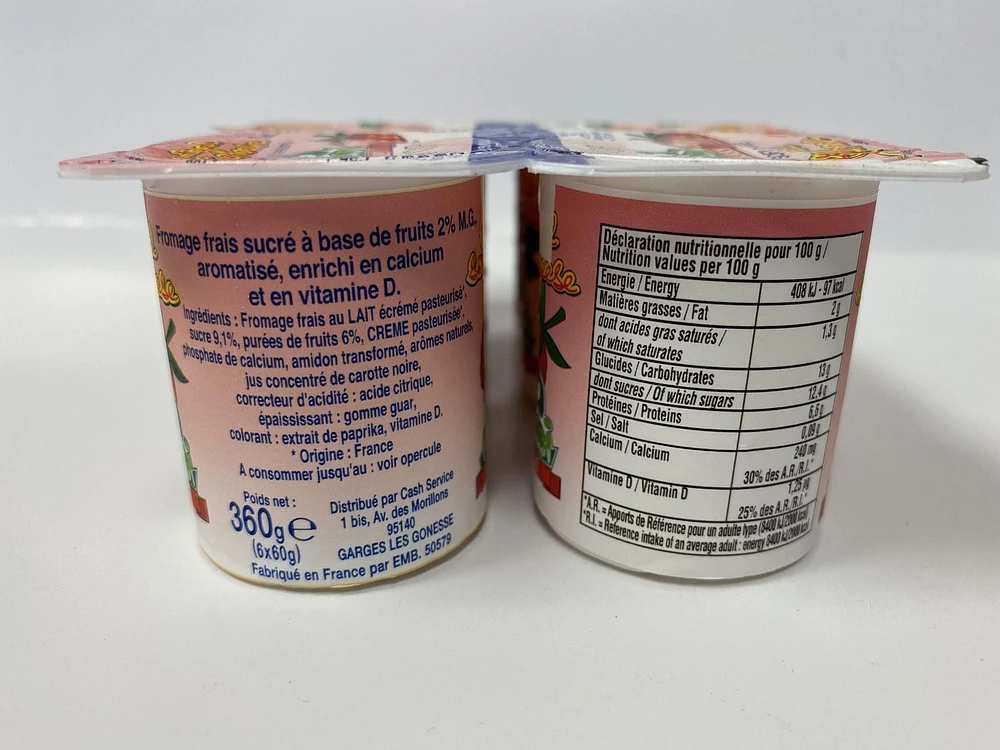 Fromage frais sucré à base de fruits 2% M.G.,
aromatisé, enrichi en calcium
et en vitamine D.
Ingrédients : Fromage frais au LAIT écrémé pasteurisé*,
sucre 9,1%, purées de fruits 6%, CREME pasteurisée*,
phosphate de calcium, amidon transformé, arômes naturels,
jus concentré de carotte noire,
correcteur d'acidité : acide citrique,
épaississant : gomme guar,
colorant : extrait de paprika, vitamine D.
* Origine : France
A consommer jusqu'au : voir opercule
Poids net :
360g e
(6x60g)
Distribué par Cash Service
1 bis, Av. des Morillons
95140
GARGES LES GONESSE
Fabriqué en France par EMB. 50579
Déclaration nutritionnelle pour 100 g /
Nutrition values per 100 g
Energie / Energy 408 kJ - 97 kcal
Matières grasses / Fat 2 g
dont acides gras saturés /
of which saturates 1,3 g
Glucides / Carbohydrates 13 g
dont sucres / Of which sugars 12,4 g
Protéines / Proteins 6,6 g
Sel / Salt 0,09 g
Calcium / Calcium 240 mg
30% des A.R. /R.I.*
Vitamine D / Vitamin D 1,25 µg
25% des A.R. /R.I.*
*A.R. = Apports de Référence pour un adulte type (8400 kJ/2000 kcal)
*R.I. = Reference intake of an average adult : energy 8400 kJ/2000 kcal